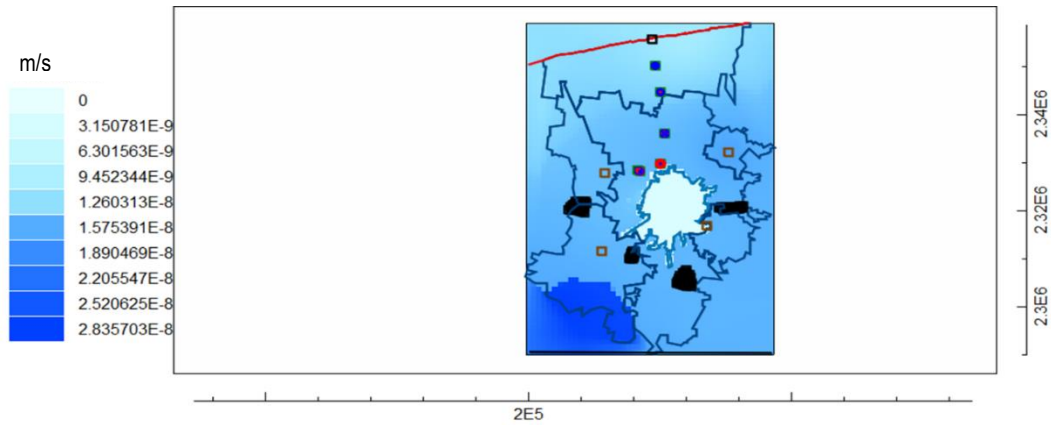 m/s
0
3.150781E-9
6.301563E-9
9.452344E-9
1.260313E-8
1.575391E-8
1.890469E-8
2.205547E-8
2.520625E-8
2.835703E-8
2.34E6
2.32E6
2.3E6
2E5